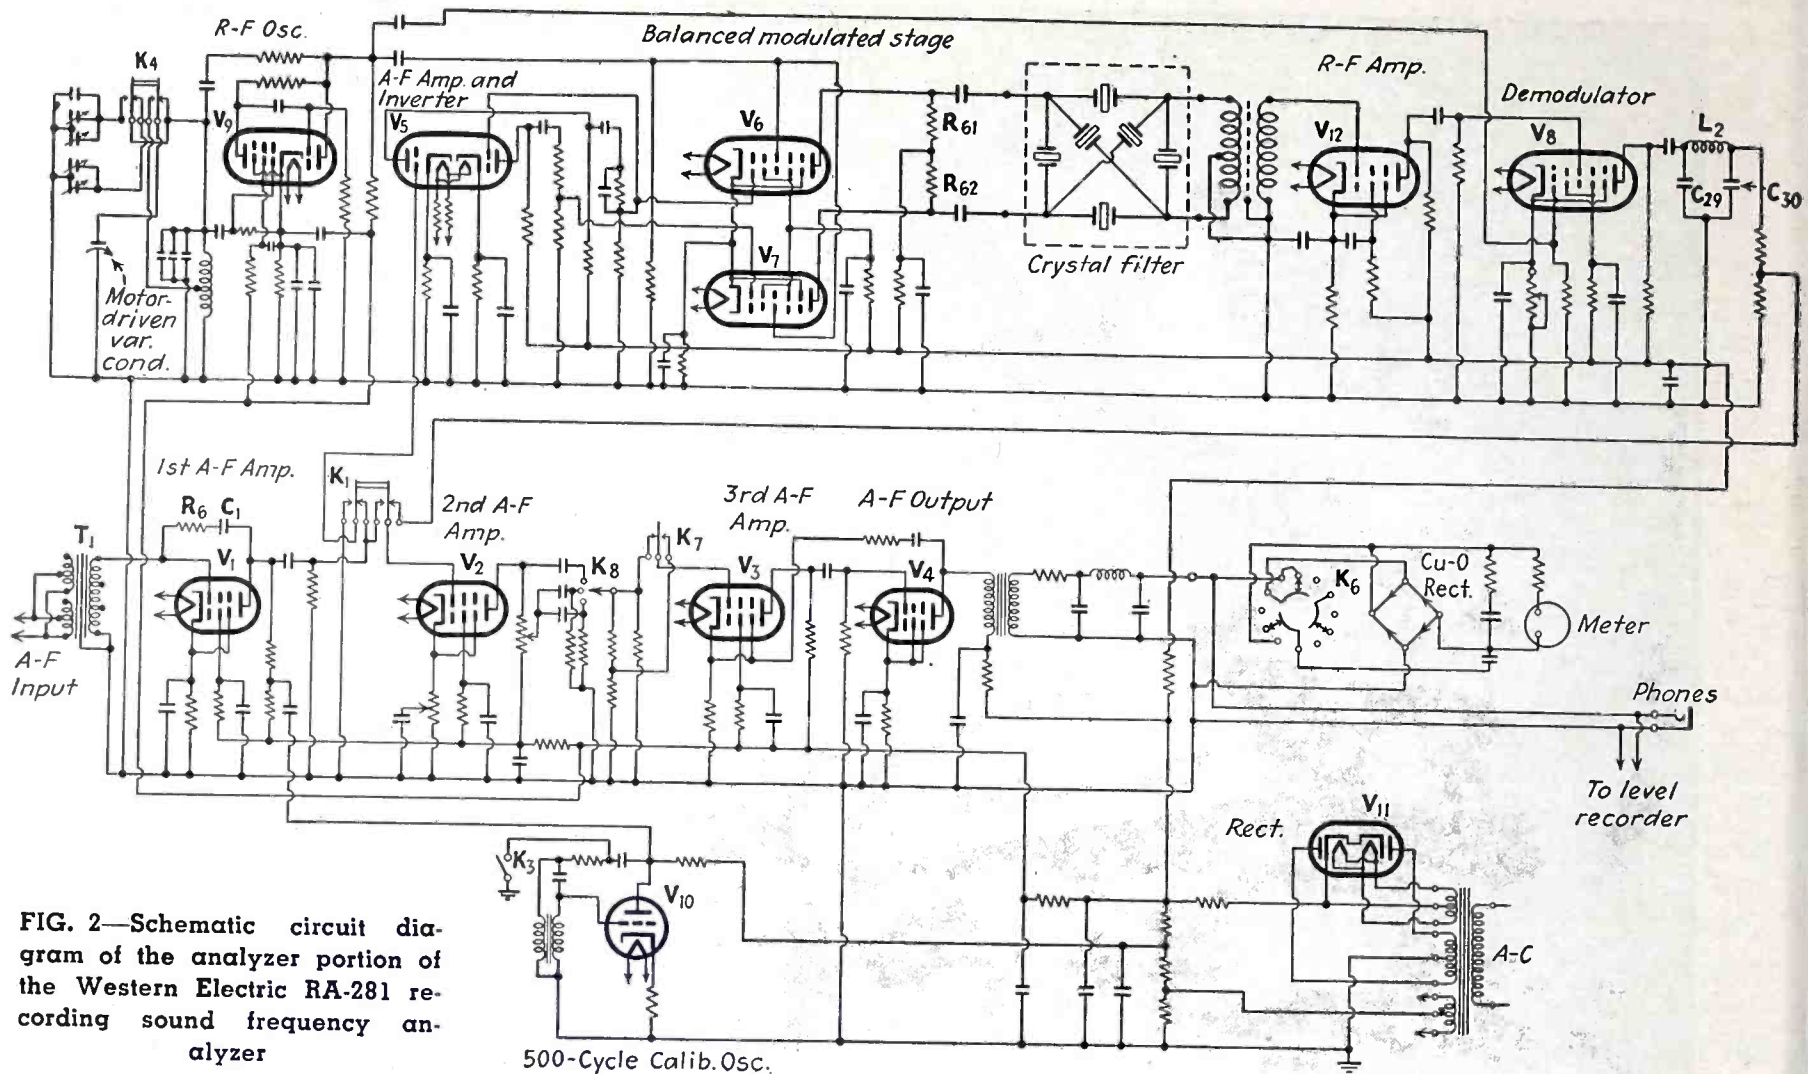 R-F Osc.
K4
V9
A-F Amp. and
Inverter
V5
Balanced modulated stage
V6
V7
R61
R62
Crystal filter
R-F Amp.
V12
Demodulator
V8
L2
C29
C30
Motor-
driven
var.
cond.
1st A-F Amp.
R6 C1
T1
V1
A-F
Input
K1
2nd A-F
Amp.
V2
K8
K7
3rd A-F
Amp.
V3
A-F Output
V4
K6
Cu-O
Rect.
Meter
Phones
To level
recorder
V11
Rect.
A-C
K3
V10
500-Cycle Calib. Osc.
FIG. 2—Schematic circuit dia-
gram of the analyzer portion of
the Western Electric RA-281 re-
cording sound frequency an-
alyzer